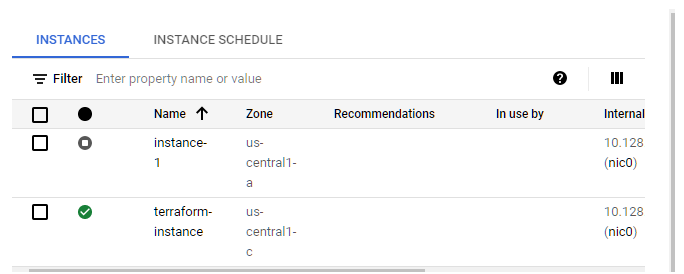 INSTANCES INSTANCE SCHEDULE
Filter Enter property name or value
Name Zone Recommendations In use by Internal
instance- us- 10.128
1 central1- (nic0)
a
terraform- us- 10.128
instance central1- (nic0)
c